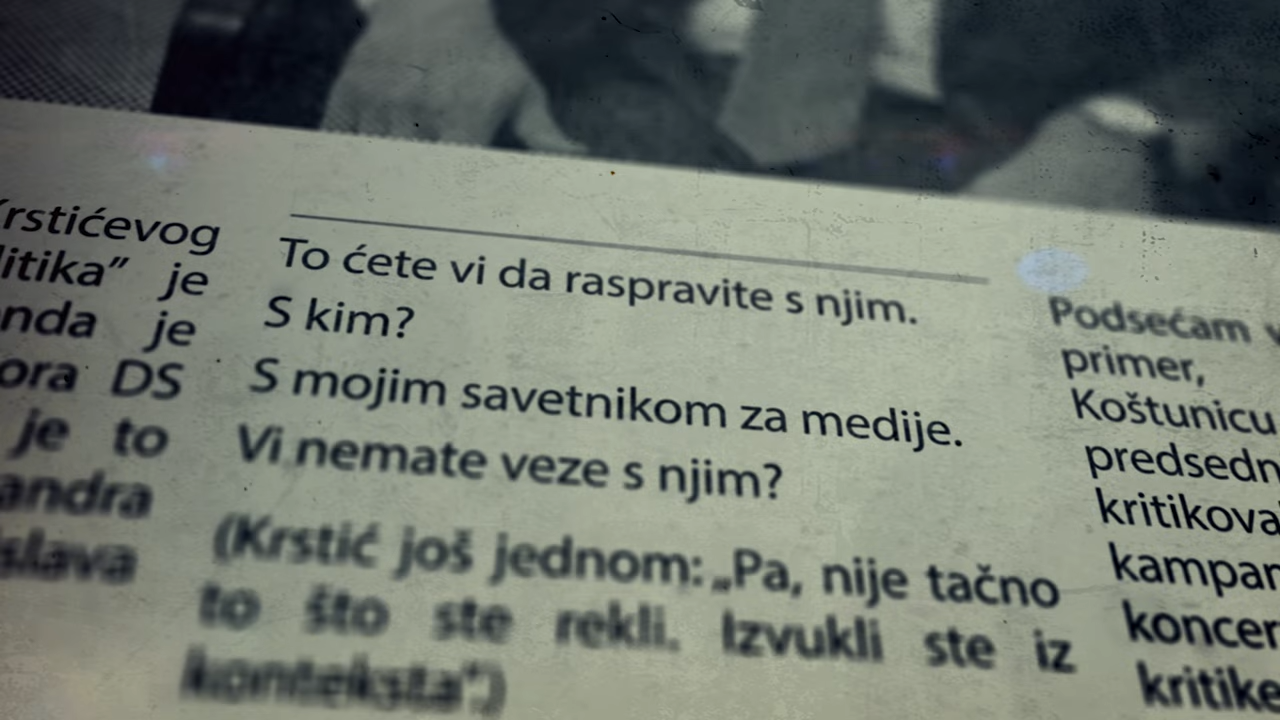 Krstićevog
litika” je
nda je
ora DS
je to
andra
slava
To ćete vi da raspravite s njim.
S kim?
S mojim savetnikom za medije.
Vi nemate veze s njim?
(Krstić još jednom: „Pa, nije tačno
to što ste rekli. Izvukli ste iz
konteksta“)
Podsećam
primer,
Koštunicu
predsedn
kritikova
kampan
koncer
kritike